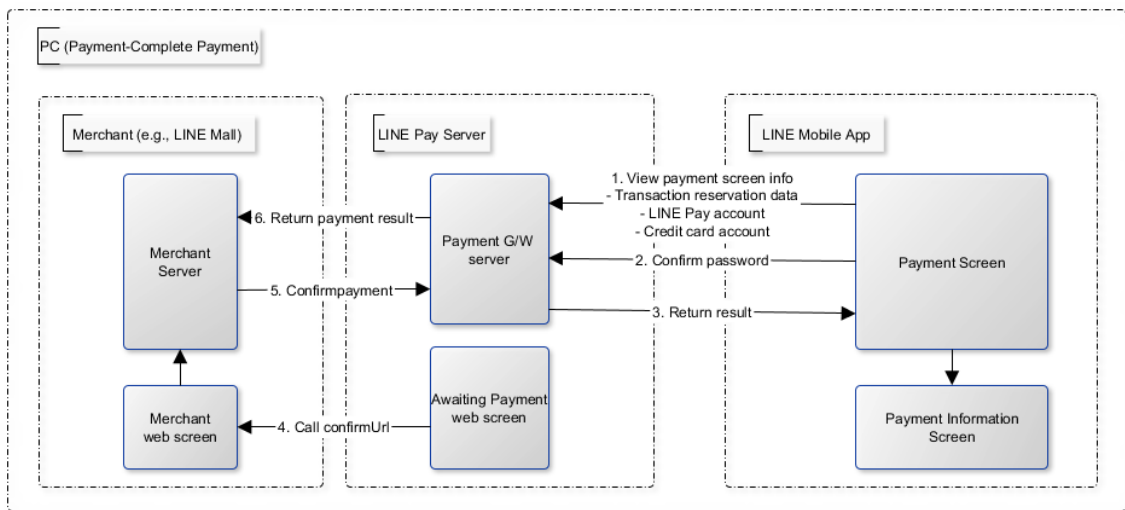 PC (Payment-Complete Payment)
Merchant (e.g., LINE Mall)
LINE Pay Server
LINE Mobile App
1. View payment screen info
- Transaction reservation data
- LINE Pay account
- Credit card account
6. Return payment result
Merchant
Server
Payment G/W
server
2. Confirm password
Payment Screen
5. Confirmpayment
3. Return result
Awaiting Payment
web screen
Merchant
web screen
4. Call confirmUrl
Payment Information
Screen